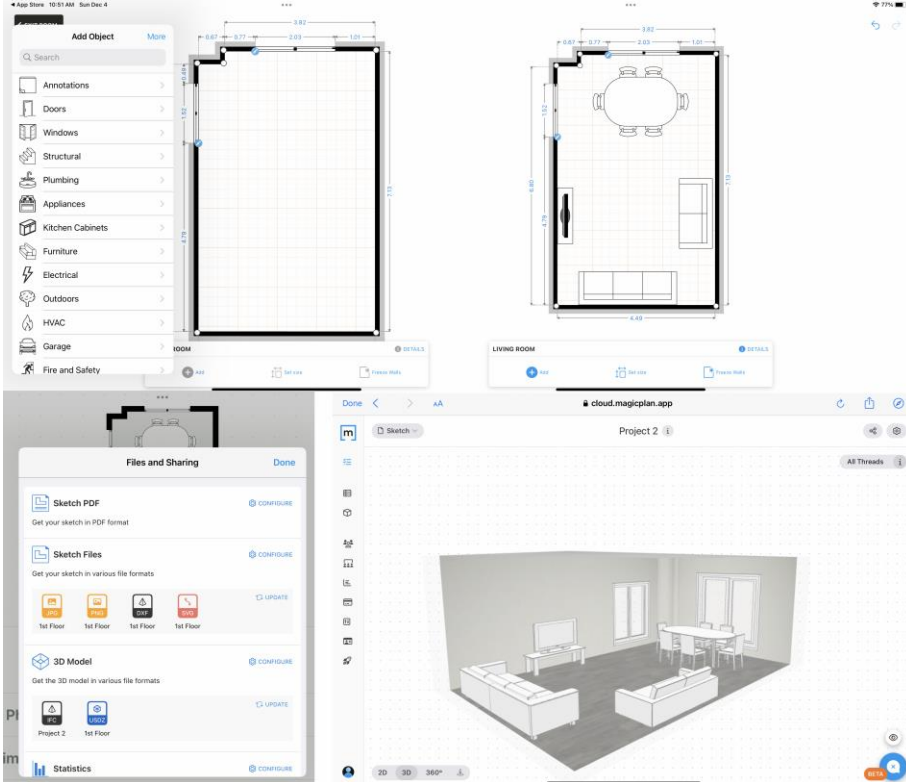 App Store 10:51 AM Sun Dec 4
77%
Add Object
More
Search
Annotations
Doors
Windows
Structural
Plumbing
Appliances
Kitchen Cabinets
Furniture
Electrical
Outdoors
HVAC
Garage
Fire and Safety
3.82
0.67
0.77
2.03
1.01
0.49
1.52
4.79
7.13
OOM
DETAILS
Add
Set size
Freeze Walls
3.82
0.67
0.77
2.03
1.01
1.52
6.60
4.79
7.13
4.49
LIVING ROOM
DETAILS
Add
Set size
Freeze Walls
Files and Sharing
Done
Sketch PDF
CONFIGURE
Get your sketch in PDF format
Sketch Files
CONFIGURE
Get your sketch in various file formats
JPG
PNG
DXF
SVG
UPDATE
1st Floor
1st Floor
1st Floor
1st Floor
3D Model
CONFIGURE
Get the 3D model in various file formats
IFC
USDZ
UPDATE
Project 2
1st Floor
Statistics
CONFIGURE
Done
AA
cloud.magicplan.app
m
Sketch
Project 2
All Threads
2D
3D
360°
BETA